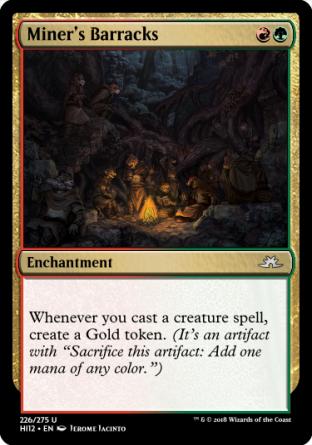 Miner's Barracks
Enchantment
Whenever you cast a creature spell,
create a Gold token. (It's an artifact
with “Sacrifice this artifact: Add one
mana of any color.”)
226/275 U
HI12 • EN Jerome Jacinto
™ & © 2018 Wizards of the Coast